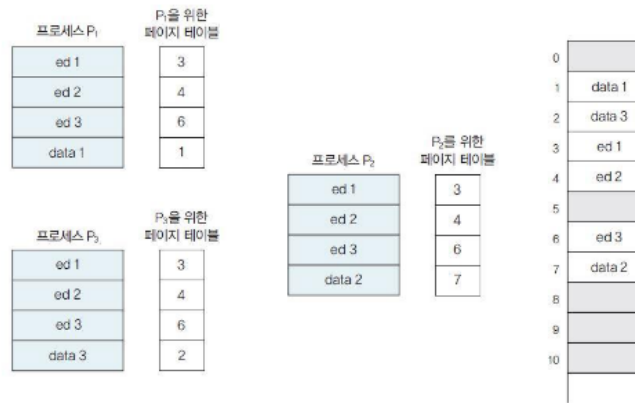 프로세스 P₁
P₁을 위한
페이지 테이블
ed 1 3
ed 2 4
ed 3 6
data 1 1
프로세스 P₃
P₃을 위한
페이지 테이블
ed 1 3
ed 2 4
ed 3 6
data 3 2
프로세스 P₂
P₂를 위한
페이지 테이블
ed 1 3
ed 2 4
ed 3 6
data 2 7
0
1 data 1
2 data 3
3 ed 1
4 ed 2
5
6 ed 3
7 data 2
8
9
10